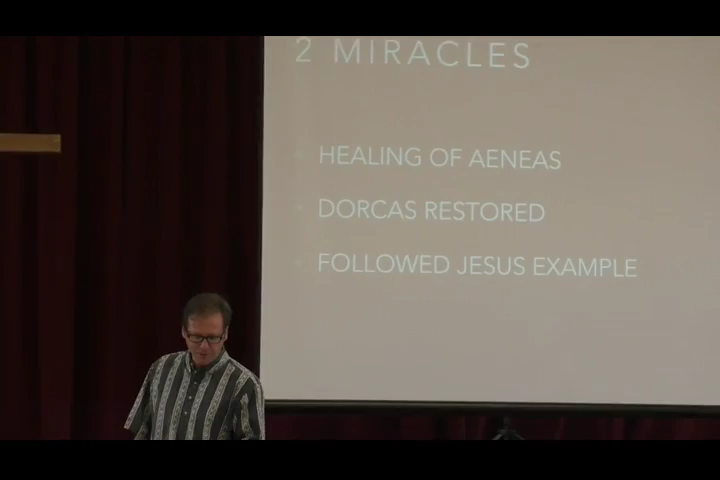 2 MIRACLES
HEALING OF AENEAS
DORCAS RESTORED
FOLLOWED JESUS EXAMPLE